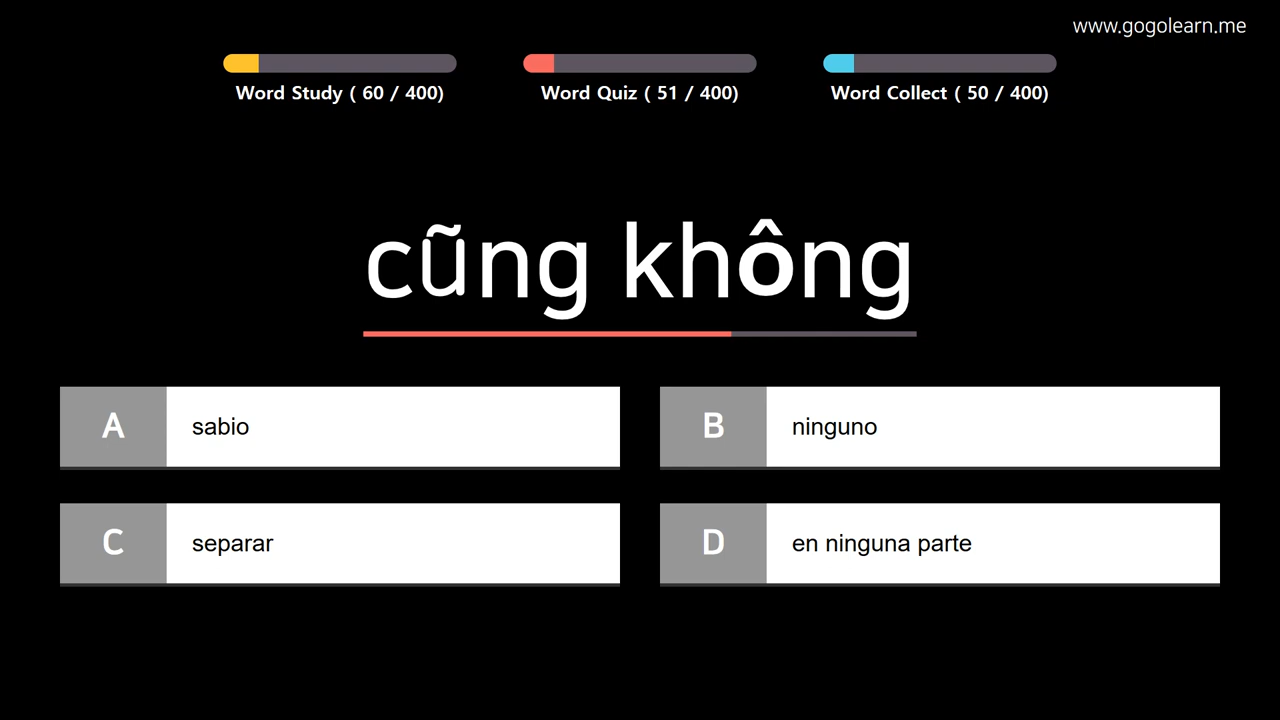 www.gogolearn.me
Word Study ( 60 / 400)
Word Quiz ( 51 / 400)
Word Collect ( 50 / 400)
cũng không
A
sabio
B
ninguno
C
separar
D
en ninguna parte